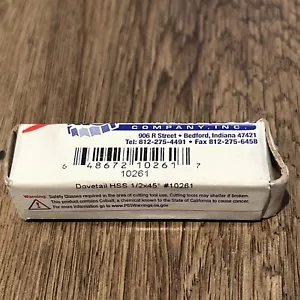 COMPANY, INC.
906 R Street • Bedford, Indiana 47421
Tel: 812-275-4491 • Fax 812-275-6458
6 48672 10261 7
10261
Dovetail HSS 1/2x45° #10261
Warning: Safety Glasses required in the area of cutting tool use. Cutting tools may shatter if broken.
This product contains Cobalt, a chemical known to the State of California to cause cancer.
For more information go to www.P65Warnings.ca.gov